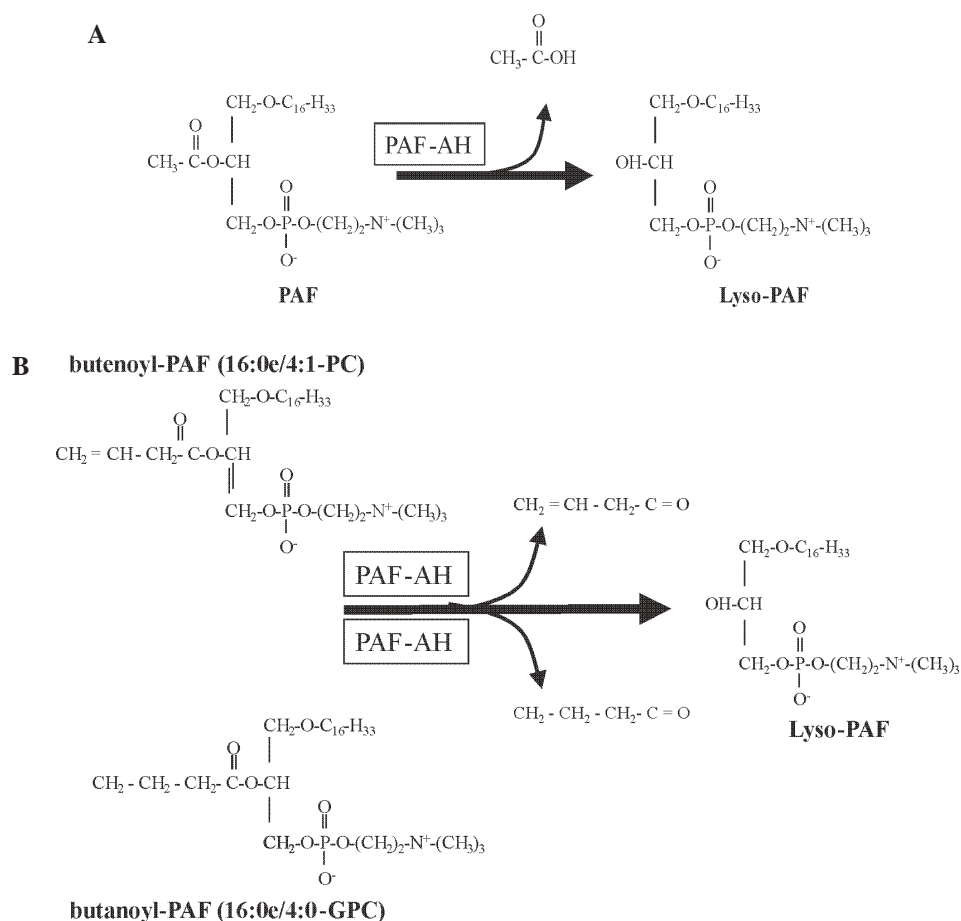 A
O
CH₃- C-OH
CH₂-O-C₁₆-H₃₃
O
CH₃- C-O-CH
O
CH₂-O-P-O-(CH₂)₂-N⁺-(CH₃)₃
O⁻
PAF
PAF-AH
CH₂-O-C₁₆-H₃₃
OH-CH
O
CH₂-O-P-O-(CH₂)₂-N⁺-(CH₃)₃
O⁻
Lyso-PAF
B butenoyl-PAF (16:0e/4:1-PC)
CH₂-O-C₁₆-H₃₃
O
CH₂ = CH- CH₂- C-O-CH
O
CH₂-O-P-O-(CH₂)₂-N⁺-(CH₃)₃
O⁻
CH₂ = CH - CH₂ - C = O
PAF-AH
PAF-AH
CH₂ - CH₂ - CH₂- C = O
CH₂-O-C₁₆-H₃₃
OH-CH
O
CH₂-O-P-O-(CH₂)₂-N⁺-(CH₃)₃
O⁻
Lyso-PAF
CH₂-O-C₁₆-H₃₃
O
CH₂ - CH₂ - CH₂- C-O-CH
O
CH₂-O-P-O-(CH₂)₂-N⁺-(CH₃)₃
O⁻
butanoyl-PAF (16:0e/4:0-GPC)